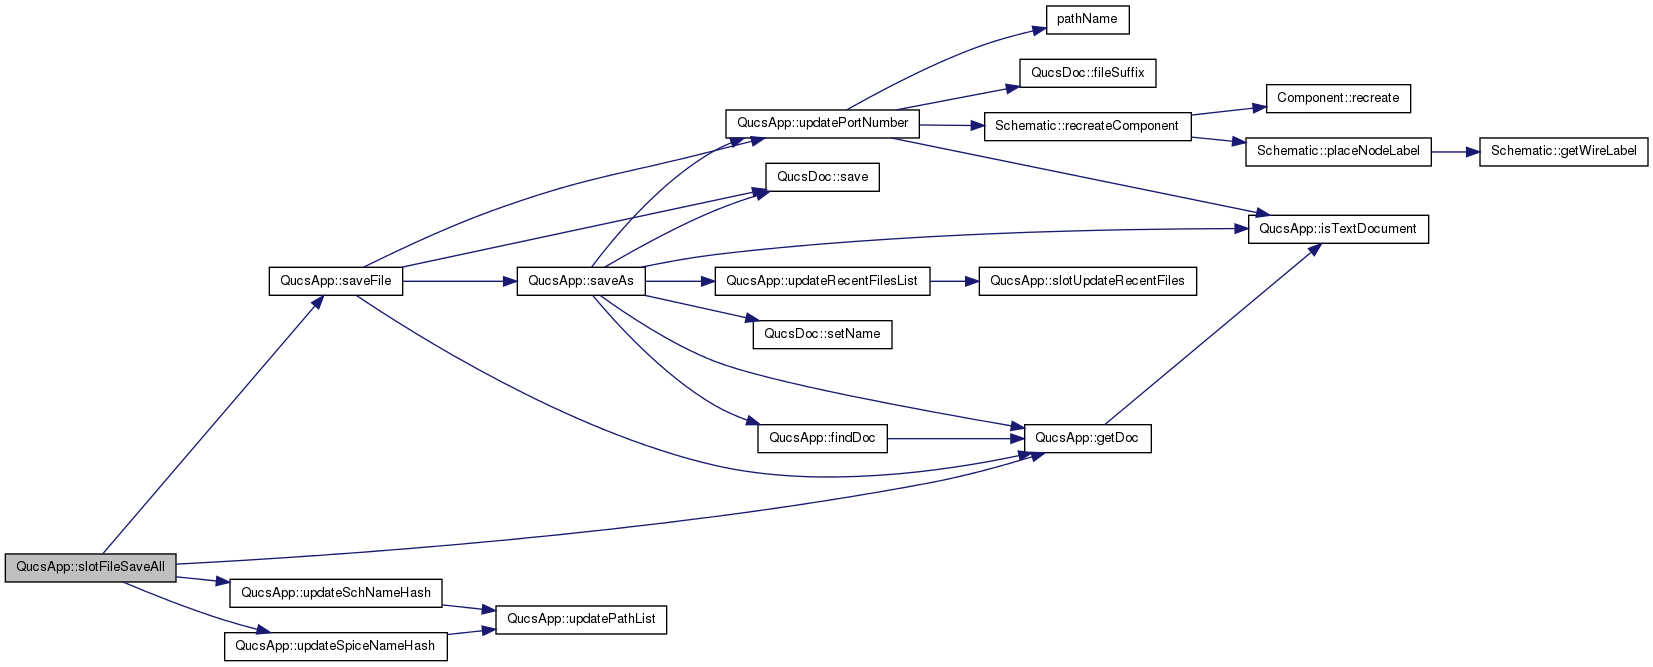 pathName
QucsDoc::fileSuffix
Component::recreate
QucsApp::updatePortNumber
Schematic::recreateComponent
Schematic::placeNodeLabel
Schematic::getWireLabel
QucsDoc::save
QucsApp::isTextDocument
QucsApp::saveFile
QucsApp::saveAs
QucsApp::updateRecentFilesList
QucsApp::slotUpdateRecentFiles
QucsDoc::setName
QucsApp::findDoc
QucsApp::getDoc
QucsApp::slotFileSaveAll
QucsApp::updateSchNameHash
QucsApp::updatePathList
QucsApp::updateSpiceNameHash